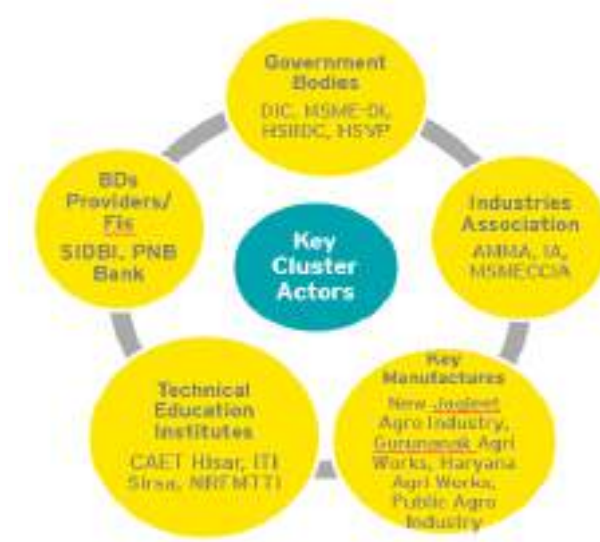 Government
Bodies
DIC, MSME-DI,
HSIIDC, HSVP
Industries
Association
AMMA, IA,
MSMECCIA
Key
Manufactures
New Jagjeet
Agro Industry,
Gurunanak Agri
Works, Haryana
Agri Works,
Public Agro
Industry
Technical
Education
Institutes
CAET Hisar, ITI
Sirsa, NRFMTTI
BDs
Providers/
FIs
SIDBI, PNB
Bank
Key
Cluster
Actors